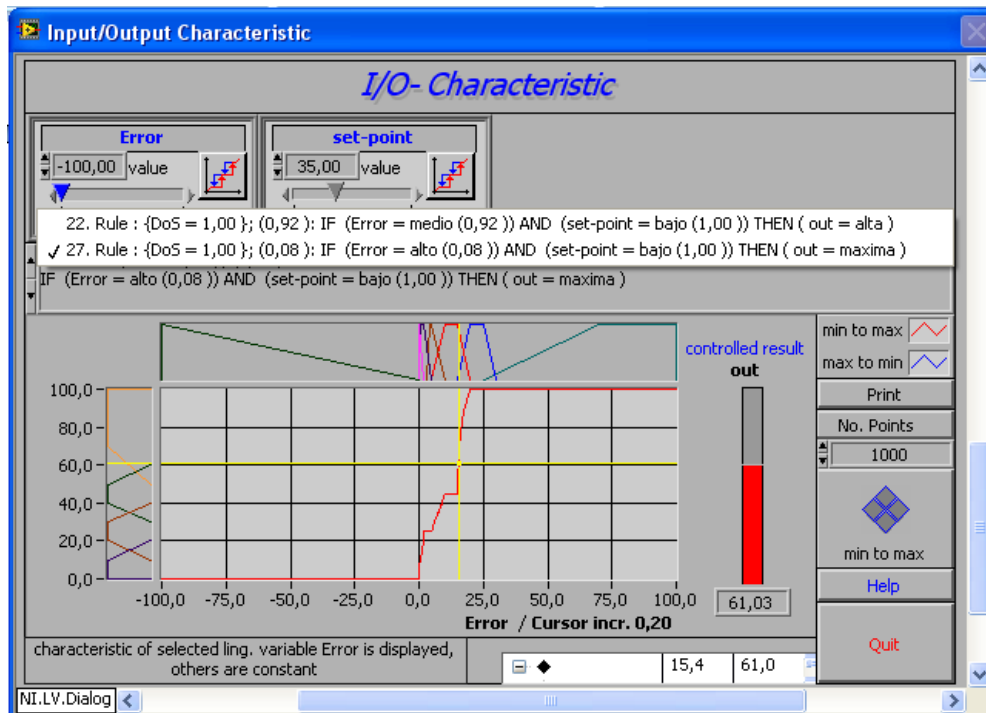 Input/Output Characteristic
I/O- Characteristic
Error
set-point
-100,00 value
35,00 value
22. Rule : {DoS = 1,00 }; (0,92 ): IF (Error = medio (0,92 )) AND (set-point = bajo (1,00 )) THEN ( out = alta )
✓ 27. Rule : {DoS = 1,00 }; (0,08 ): IF (Error = alto (0,08 )) AND (set-point = bajo (1,00 )) THEN ( out = maxima )
IF (Error = alto (0,08 )) AND (set-point = bajo (1,00 )) THEN ( out = maxima )
min to max
max to min
Print
No. Points
1000
min to max
Help
Quit
controlled result
out
61,03
100,0
80,0
60,0
40,0
20,0
0,0
-100,0 -75,0 -50,0 -25,0 0,0 25,0 50,0 75,0 100,0
Error / Cursor incr. 0,20
characteristic of selected ling. variable Error is displayed,
others are constant
15,4 61,0
NI.LV.Dialog